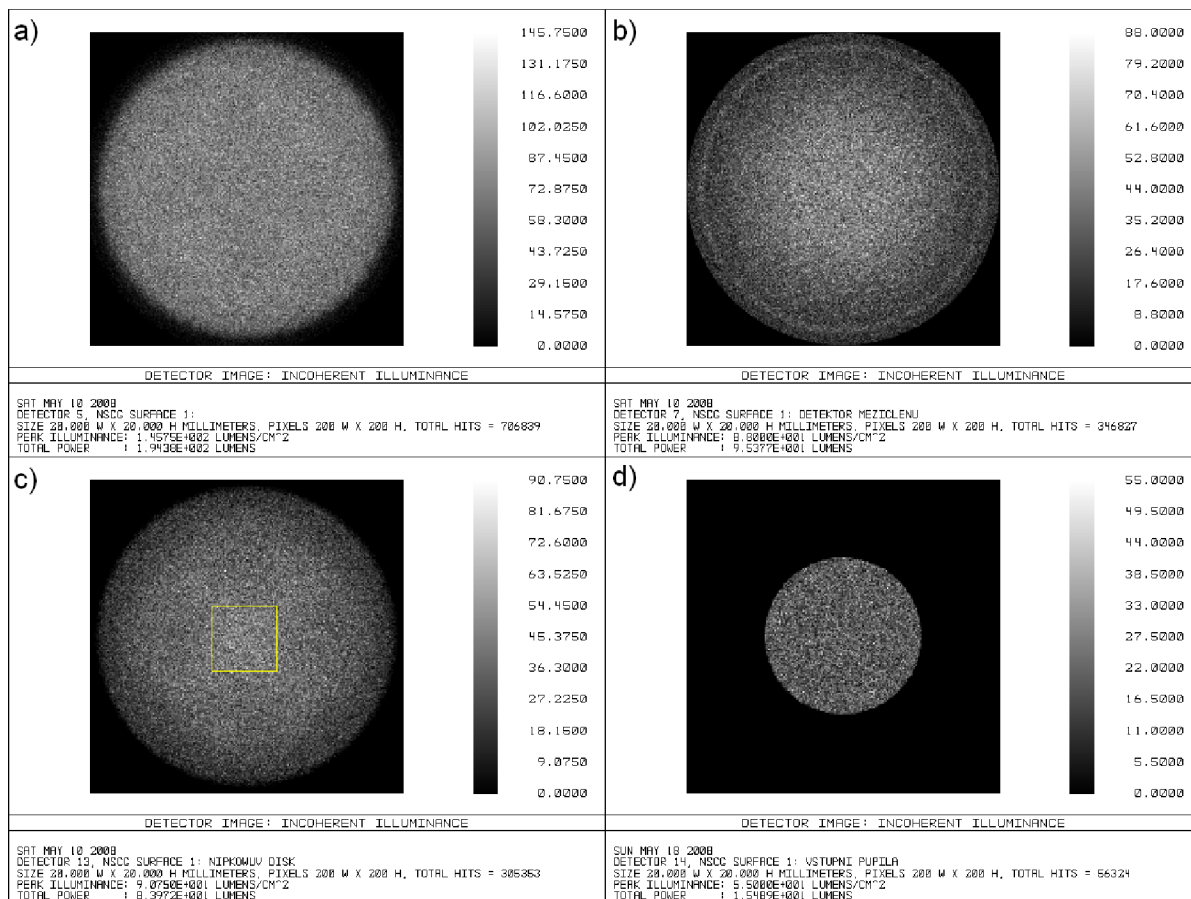 a)
145.7500
131.1750
116.6000
102.0250
87.4500
72.8750
58.3000
43.7250
29.1500
14.5750
0.0000
DETECTOR IMAGE: INCOHERENT ILLUMINANCE
SAT MAY 10 2008
DETECTOR 5, NSCG SURFACE 1:
SIZE 20.000 W X 20.000 H MILLIMETERS, PIXELS 200 W X 200 H, TOTAL HITS = 706839
PEAK ILLUMINANCE: 1.4575E+002 LUMENS/CM^2
TOTAL POWER : 1.9438E+002 LUMENS
b)
88.0000
79.2000
70.4000
61.6000
52.8000
44.0000
35.2000
26.4000
17.6000
8.8000
0.0000
DETECTOR IMAGE: INCOHERENT ILLUMINANCE
SAT MAY 10 2008
DETECTOR 7, NSCG SURFACE 1: DETEKTOR MEZICLENU
SIZE 20.000 W X 20.000 H MILLIMETERS, PIXELS 200 W X 200 H, TOTAL HITS = 346827
PEAK ILLUMINANCE: 8.8000E+001 LUMENS/CM^2
TOTAL POWER : 9.5377E+001 LUMENS
c)
90.7500
81.6750
72.6000
63.5250
54.4500
45.3750
36.3000
27.2250
18.1500
9.0750
0.0000
DETECTOR IMAGE: INCOHERENT ILLUMINANCE
SAT MAY 10 2008
DETECTOR 13, NSCG SURFACE 1: NIPKOWUV DISK
SIZE 20.000 W X 20.000 H MILLIMETERS, PIXELS 200 W X 200 H, TOTAL HITS = 305353
PEAK ILLUMINANCE: 9.0750E+001 LUMENS/CM^2
TOTAL POWER : 8.3972E+001 LUMENS
d)
55.0000
49.5000
44.0000
38.5000
33.0000
27.5000
22.0000
16.5000
11.0000
5.5000
0.0000
DETECTOR IMAGE: INCOHERENT ILLUMINANCE
SUN MAY 18 2008
DETECTOR 14, NSCG SURFACE 1: VSTUPNI PUPILA
SIZE 20.000 W X 20.000 H MILLIMETERS, PIXELS 200 W X 200 H, TOTAL HITS = 56324
PEAK ILLUMINANCE: 5.5000E+001 LUMENS/CM^2
TOTAL POWER : 1.5489E+001 LUMENS